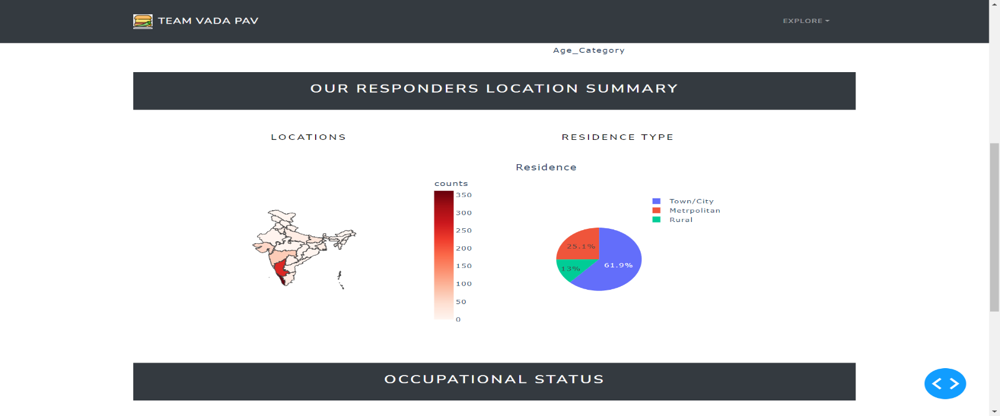 TEAM VADA PAV
EXPLORE
Age_Category
OUR RESPONDERS LOCATION SUMMARY
LOCATIONS
RESIDENCE TYPE
counts
350
300
250
200
150
100
50
0
Residence
Town/City
Metrpolitan
Rural
25.1%
61.9%
13%
OCCUPATIONAL STATUS